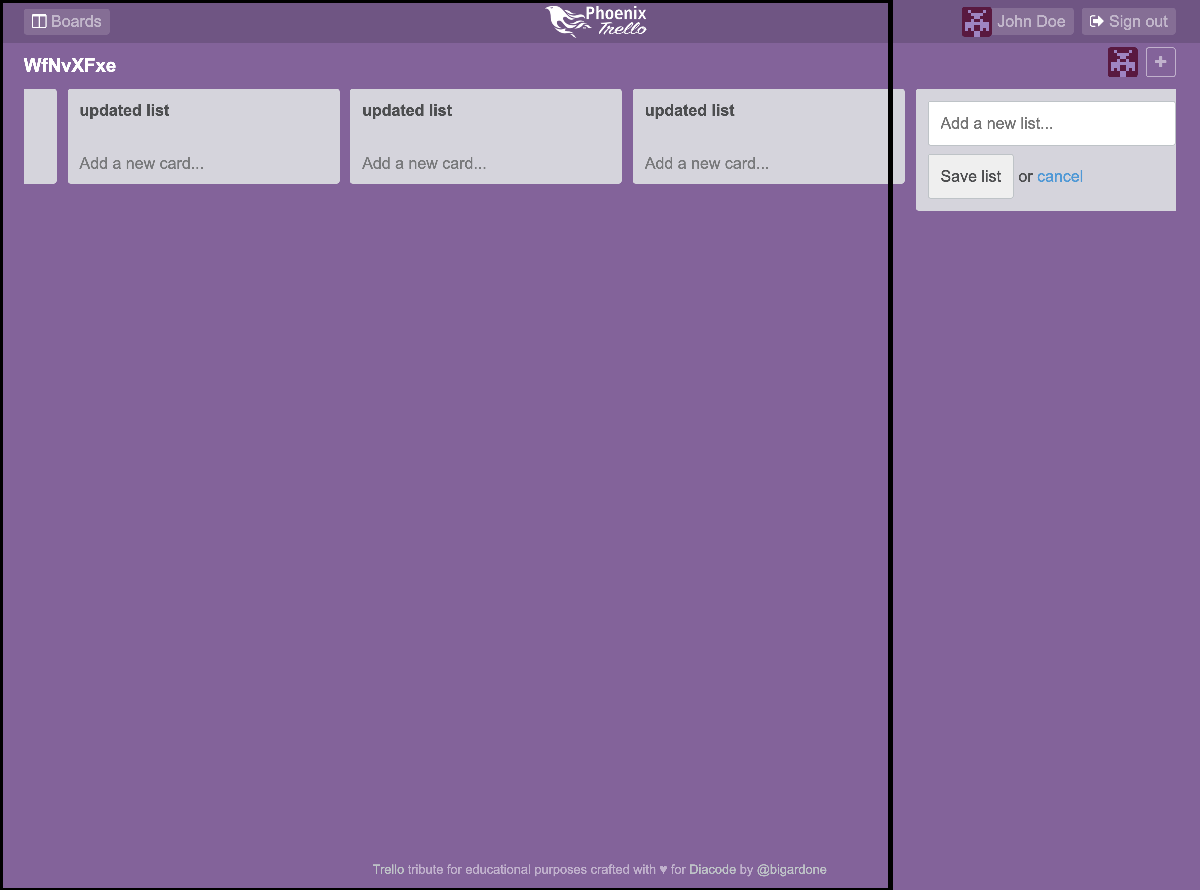 Boards
Phoenix
Trello
John Doe
Sign out
WfNvXFxe
+
updated list
Add a new card...
updated list
Add a new card...
updated list
Add a new card...
Add a new list...
Save list or cancel
Trello tribute for educational purposes crafted with ♥ for Diacode by @bigardone